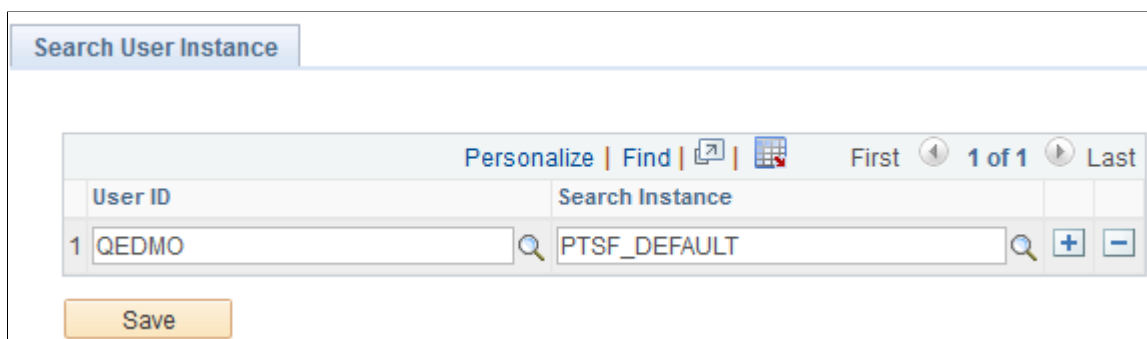 Search User Instance
Personalize | Find | | First 1 of 1 Last
User ID Search Instance
1 QEDMO PTSF_DEFAULT
Save